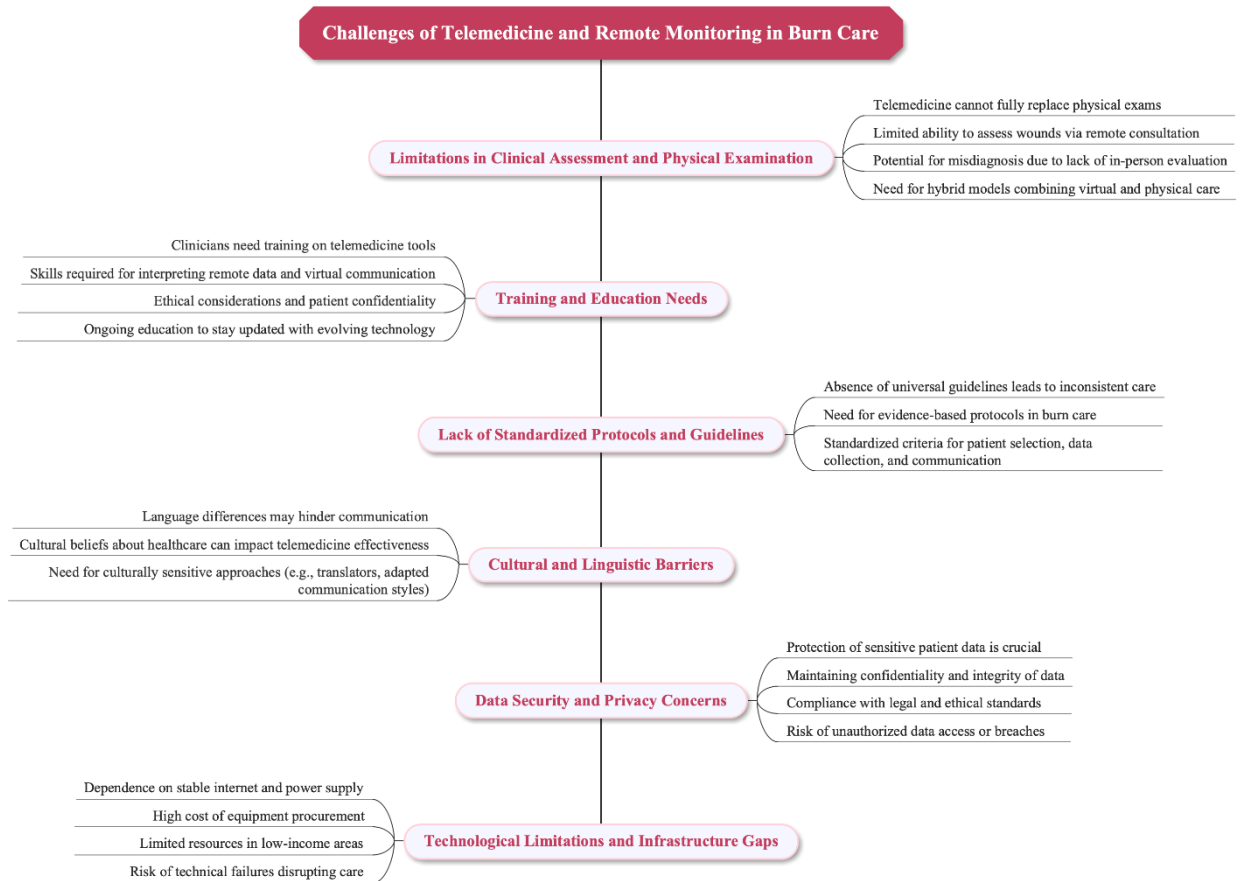 Challenges of Telemedicine and Remote Monitoring in Burn Care
Limitations in Clinical Assessment and Physical Examination
Telemedicine cannot fully replace physical exams
Limited ability to assess wounds via remote consultation
Potential for misdiagnosis due to lack of in-person evaluation
Need for hybrid models combining virtual and physical care
Training and Education Needs
Clinicians need training on telemedicine tools
Skills required for interpreting remote data and virtual communication
Ethical considerations and patient confidentiality
Ongoing education to stay updated with evolving technology
Lack of Standardized Protocols and Guidelines
Absence of universal guidelines leads to inconsistent care
Need for evidence-based protocols in burn care
Standardized criteria for patient selection, data
collection, and communication
Cultural and Linguistic Barriers
Language differences may hinder communication
Cultural beliefs about healthcare can impact telemedicine effectiveness
Need for culturally sensitive approaches (e.g., translators, adapted
communication styles)
Data Security and Privacy Concerns
Protection of sensitive patient data is crucial
Maintaining confidentiality and integrity of data
Compliance with legal and ethical standards
Risk of unauthorized data access or breaches
Technological Limitations and Infrastructure Gaps
Dependence on stable internet and power supply
High cost of equipment procurement
Limited resources in low-income areas
Risk of technical failures disrupting care